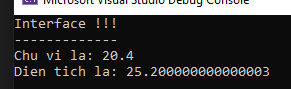 Microsoft Visual Studio Debug Console
Interface !!!
-------------
Chu vi la: 20.4
Dien tich la: 25.200000000000003